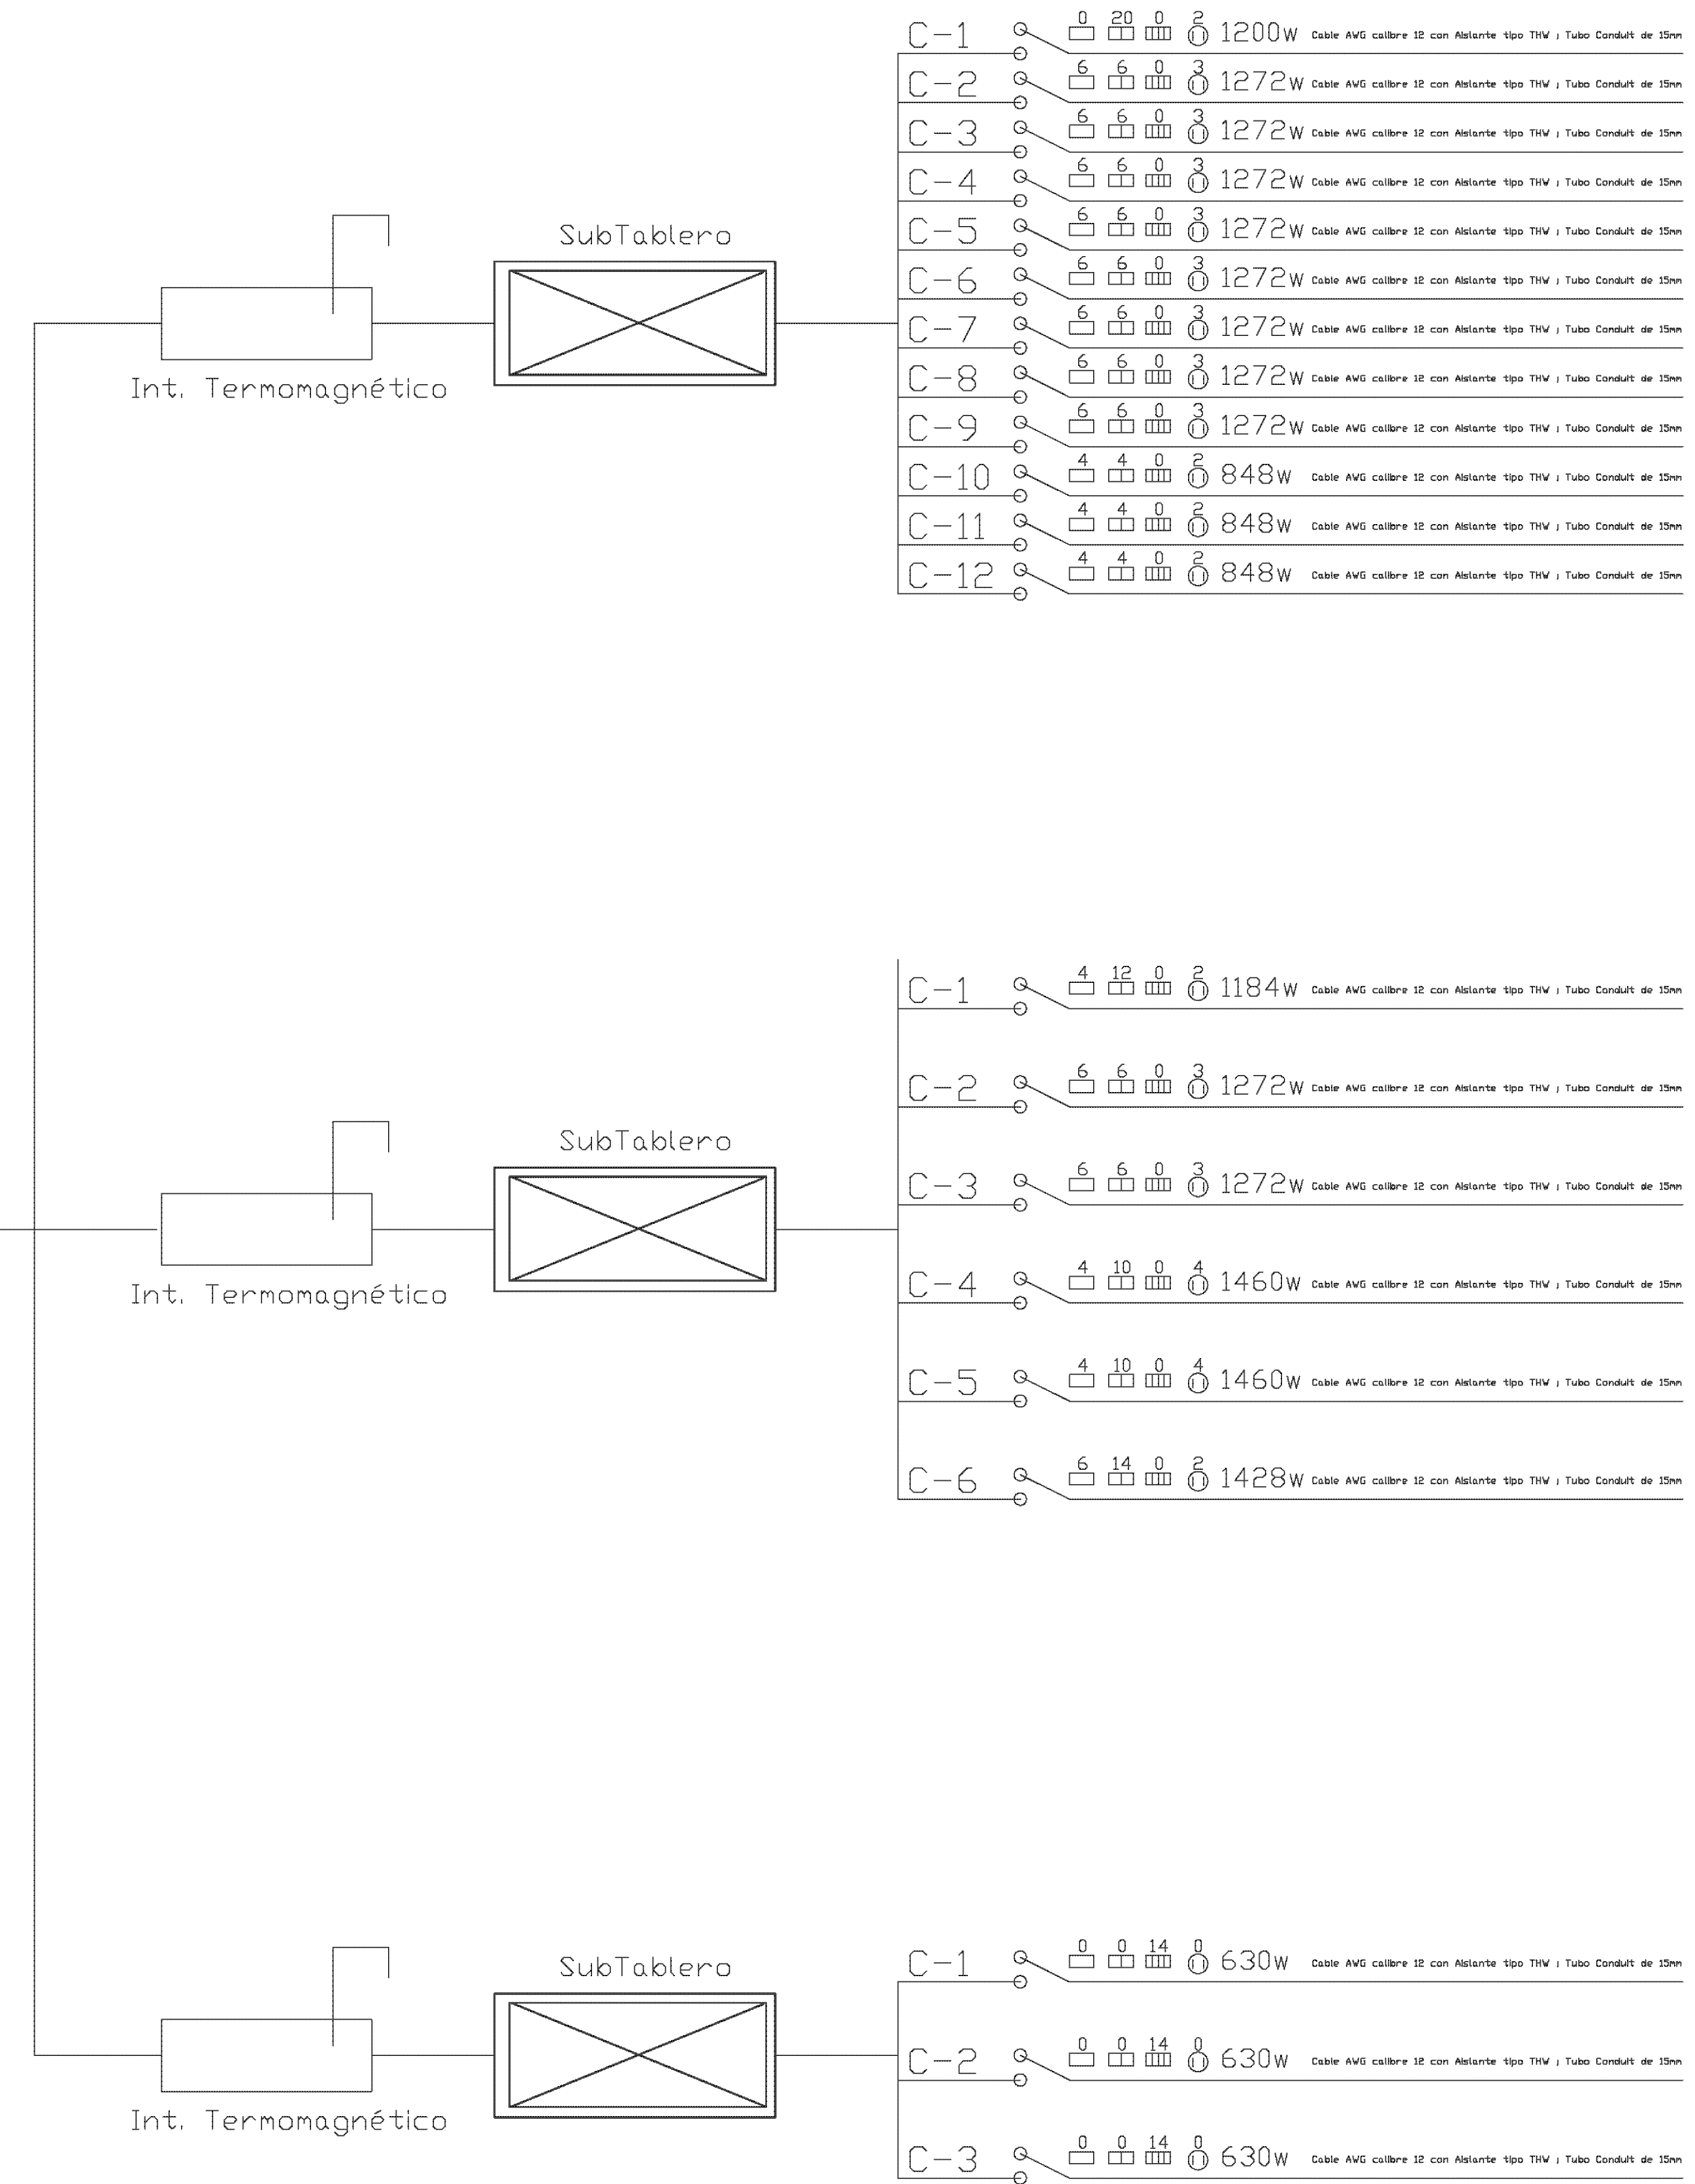 0 20 0 2
C-1 1200w Cable AWG calibre 12 con Aislante tipo THW ; Tubo Conduit de 15mm
6 6 0 3
C-2 1272w Cable AWG calibre 12 con Aislante tipo THW ; Tubo Conduit de 15mm
6 6 0 3
C-3 1272w Cable AWG calibre 12 con Aislante tipo THW ; Tubo Conduit de 15mm
6 6 0 3
C-4 1272w Cable AWG calibre 12 con Aislante tipo THW ; Tubo Conduit de 15mm
6 6 0 3
C-5 1272w Cable AWG calibre 12 con Aislante tipo THW ; Tubo Conduit de 15mm
SubTablero
6 6 0 3
C-6 1272w Cable AWG calibre 12 con Aislante tipo THW ; Tubo Conduit de 15mm
6 6 0 3
C-7 1272w Cable AWG calibre 12 con Aislante tipo THW ; Tubo Conduit de 15mm
6 6 0 3
C-8 1272w Cable AWG calibre 12 con Aislante tipo THW ; Tubo Conduit de 15mm
Int. Termomagnético
6 6 0 3
C-9 1272w Cable AWG calibre 12 con Aislante tipo THW ; Tubo Conduit de 15mm
4 4 0 2
C-10 848w Cable AWG calibre 12 con Aislante tipo THW ; Tubo Conduit de 15mm
4 4 0 2
C-11 848w Cable AWG calibre 12 con Aislante tipo THW ; Tubo Conduit de 15mm
4 4 0 2
C-12 848w Cable AWG calibre 12 con Aislante tipo THW ; Tubo Conduit de 15mm
4 12 0 2
C-1 1184w Cable AWG calibre 12 con Aislante tipo THW ; Tubo Conduit de 15mm
6 6 0 3
C-2 1272w Cable AWG calibre 12 con Aislante tipo THW ; Tubo Conduit de 15mm
SubTablero
6 6 0 3
C-3 1272w Cable AWG calibre 12 con Aislante tipo THW ; Tubo Conduit de 15mm
4 10 0 4
C-4 1460w Cable AWG calibre 12 con Aislante tipo THW ; Tubo Conduit de 15mm
Int. Termomagnético
4 10 0 4
C-5 1460w Cable AWG calibre 12 con Aislante tipo THW ; Tubo Conduit de 15mm
6 14 0 2
C-6 1428w Cable AWG calibre 12 con Aislante tipo THW ; Tubo Conduit de 15mm
0 0 14 0
C-1 630w Cable AWG calibre 12 con Aislante tipo THW ; Tubo Conduit de 15mm
SubTablero
0 0 14 0
C-2 630w Cable AWG calibre 12 con Aislante tipo THW ; Tubo Conduit de 15mm
Int. Termomagnético
0 0 14 0
C-3 630w Cable AWG calibre 12 con Aislante tipo THW ; Tubo Conduit de 15mm